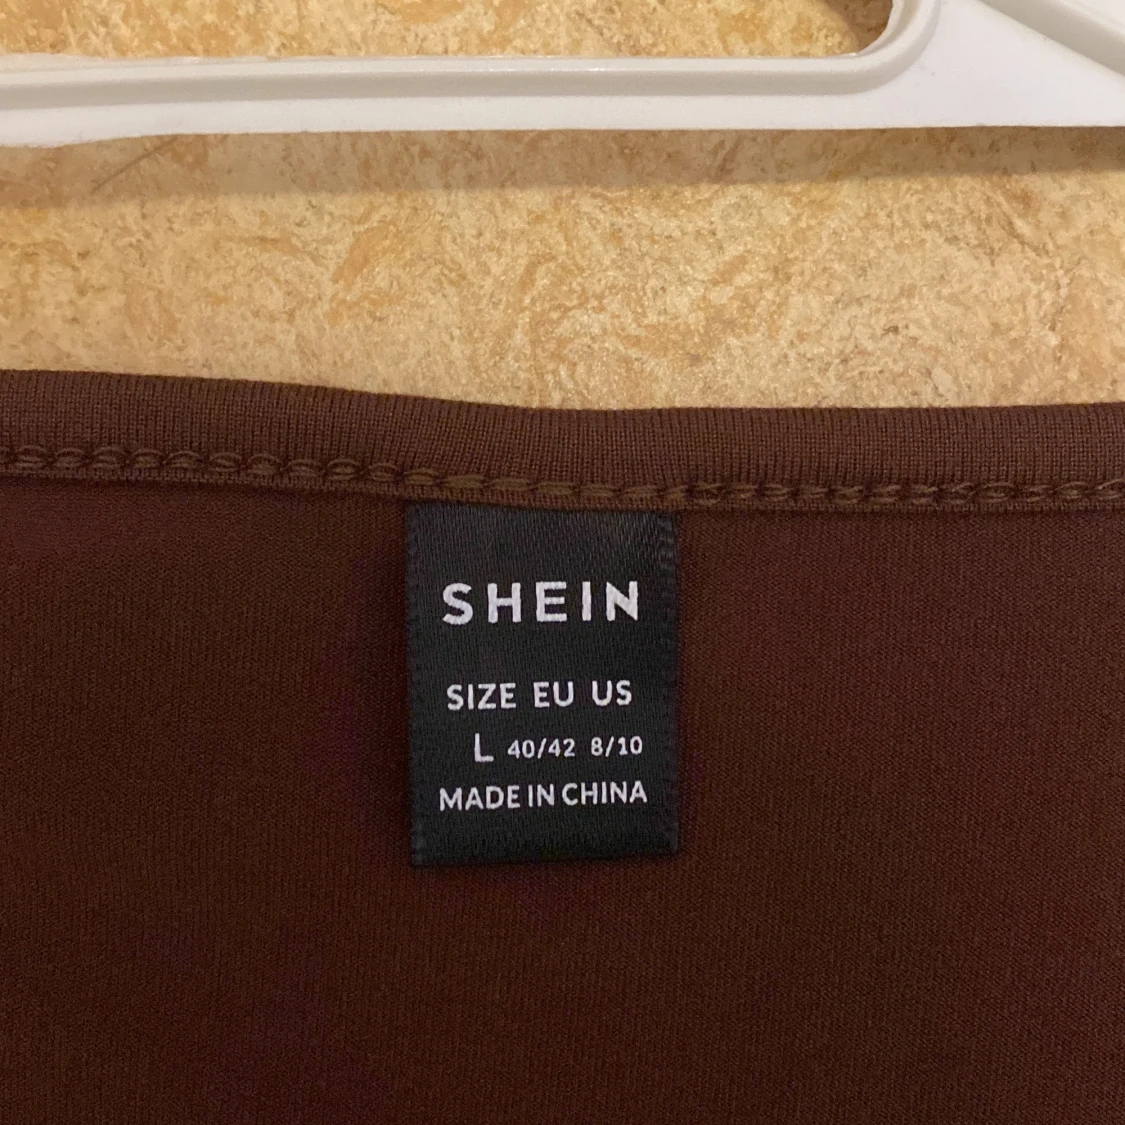 SHEIN
SIZE EU US
L 40/42 8/10
MADE IN CHINA